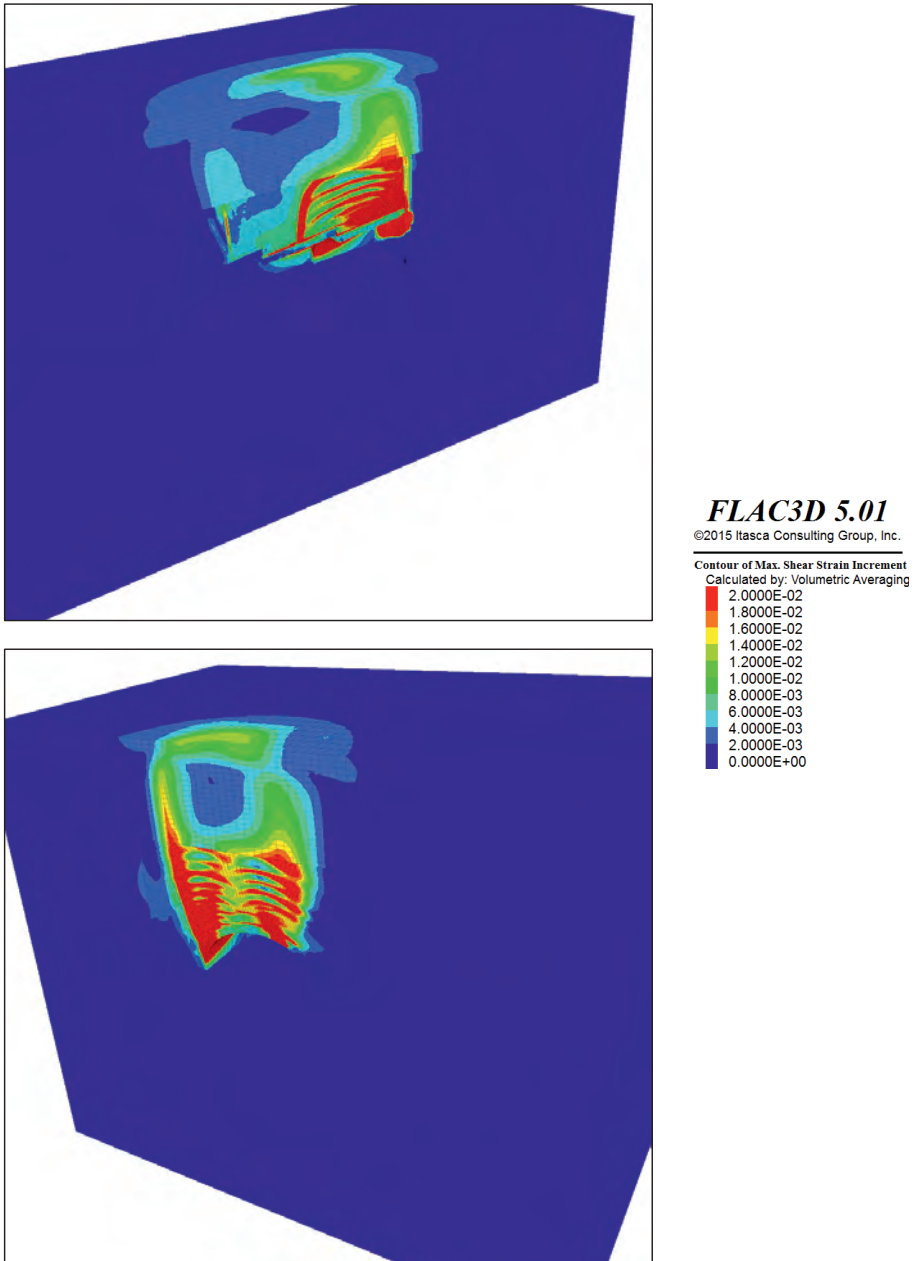 FLAC3D 5.01
©2015 Itasca Consulting Group, Inc.
Contour of Max. Shear Strain Increment
Calculated by: Volumetric Averaging
2.0000E-02
1.8000E-02
1.6000E-02
1.4000E-02
1.2000E-02
1.0000E-02
8.0000E-03
6.0000E-03
4.0000E-03
2.0000E-03
0.0000E+00